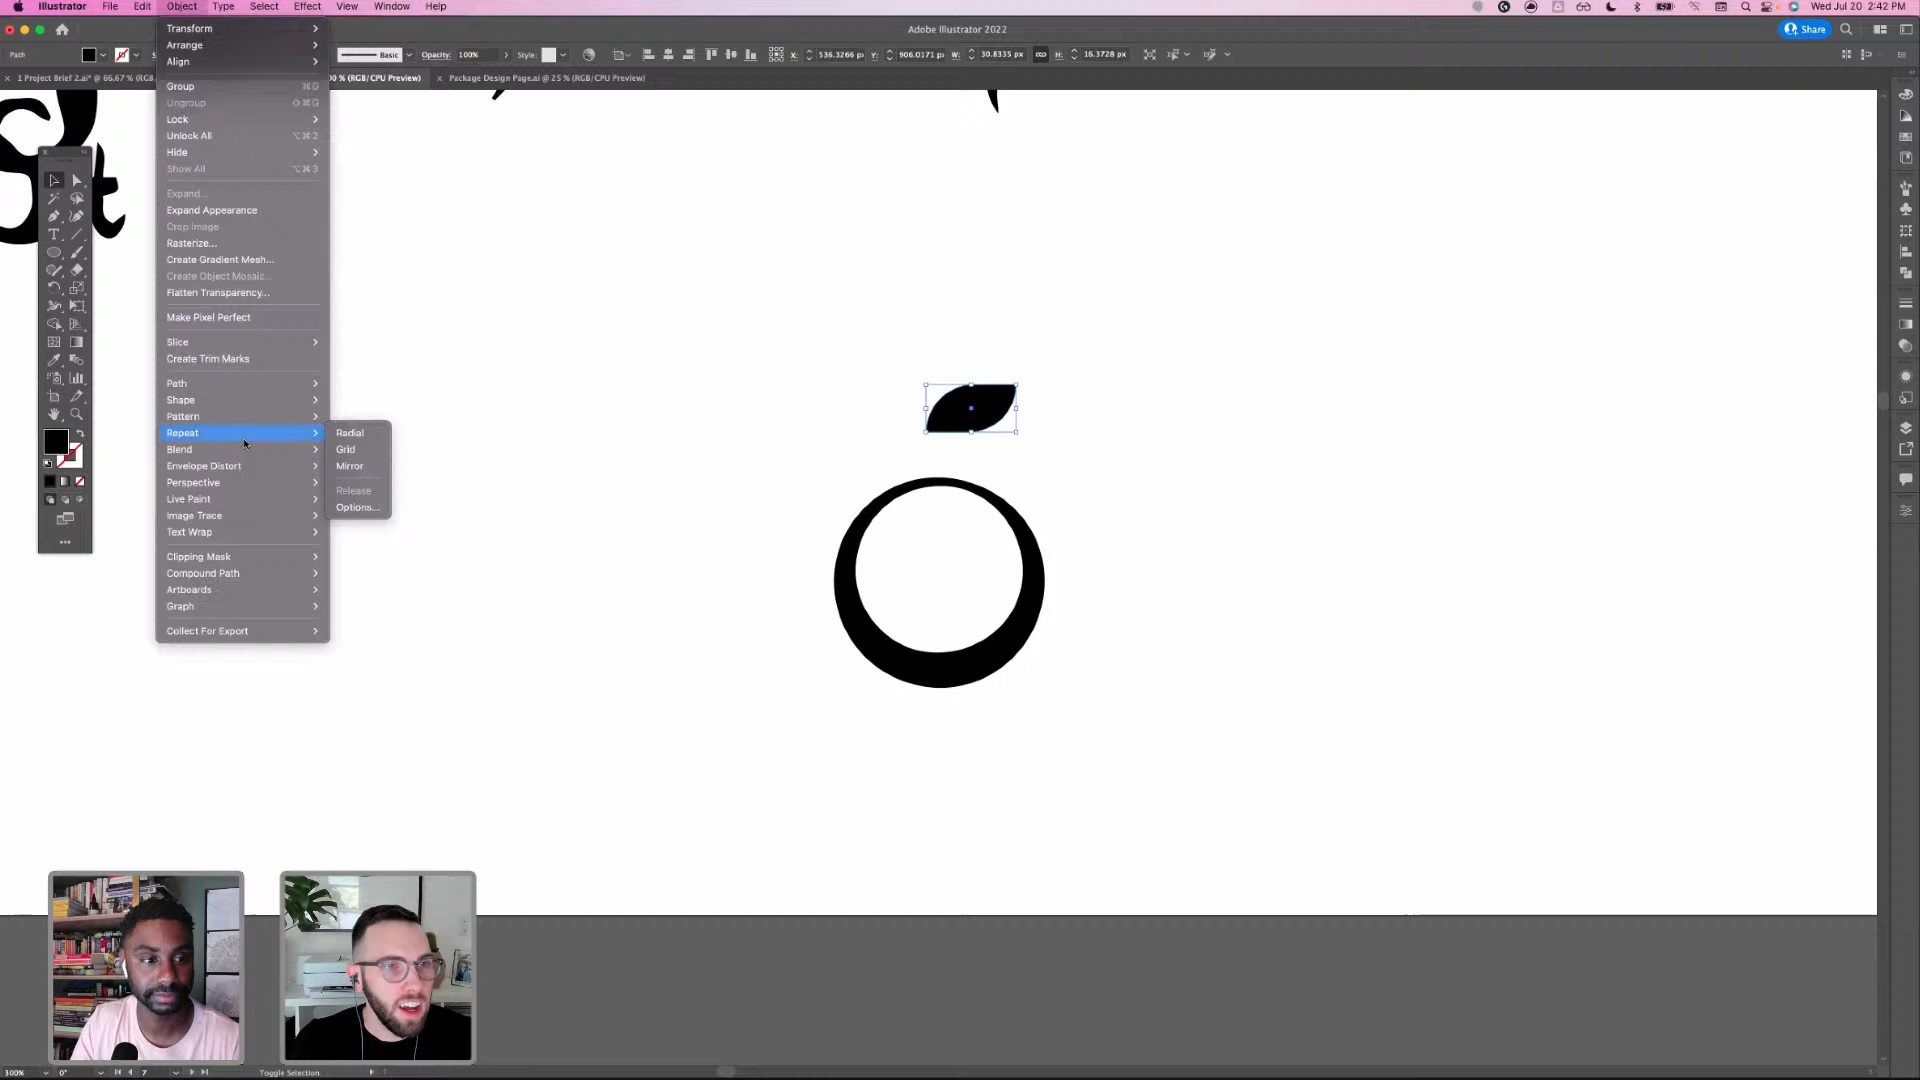 Illustrator File Edit Object Type Select Effect View Window Help Wed Jul 20 2:42 PM
Adobe Illustrator 2022
Share
Path Basic Opacity: 100% Style: X: 536.3266 p Y: 906.0171 p W: 30.8335 px H: 16.3728 px
1 Project Brief 2.ai* @ 66.67 % (RGB 00 % (RGB/CPU Preview) Package Design Page.ai @ 25 % (RGB/CPU Preview)
Transform
Arrange
Align
Group ⌘G
Ungroup ⇧⌘G
Lock
Unlock All ⌥⌘2
Hide
Show All ⌥⌘3
Expand...
Expand Appearance
Crop Image
Rasterize...
Create Gradient Mesh...
Create Object Mosaic...
Flatten Transparency...
Make Pixel Perfect
Slice
Create Trim Marks
Path
Shape
Pattern
Repeat
Blend
Envelope Distort
Perspective
Live Paint
Image Trace
Text Wrap
Clipping Mask
Compound Path
Artboards
Graph
Collect For Export
Radial
Grid
Mirror
Release
Options...
300% 0° 7 Toggle Selection